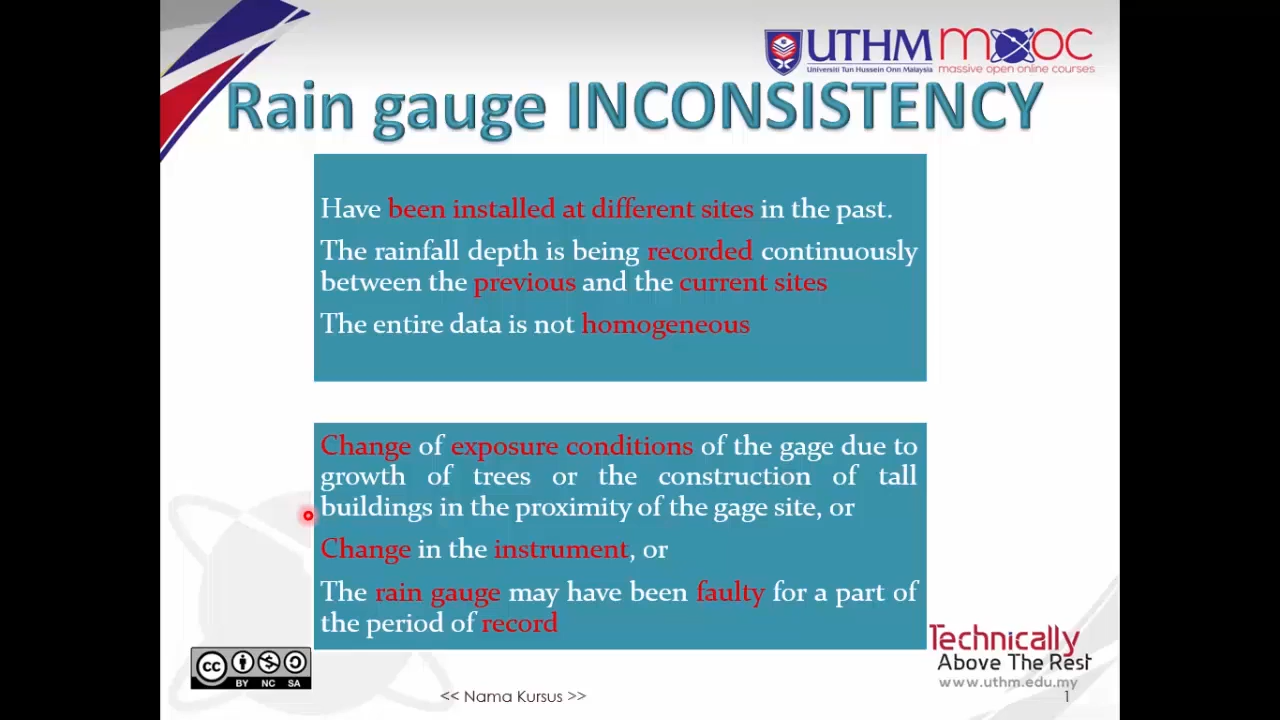 UTHM mooc
Universiti Tun Hussein Onn Malaysia massive open online courses
Rain gauge INCONSISTENCY
Have been installed at different sites in the past.
The rainfall depth is being recorded continuously
between the previous and the current sites
The entire data is not homogeneous
Change of exposure conditions of the gage due to
growth of trees or the construction of tall
buildings in the proximity of the gage site, or
Change in the instrument, or
The rain gauge may have been faulty for a part of
the period of record
Technically
Above The Rest
www.uthm.edu.my
cc
BY NC SA
<< Nama Kursus >>
1